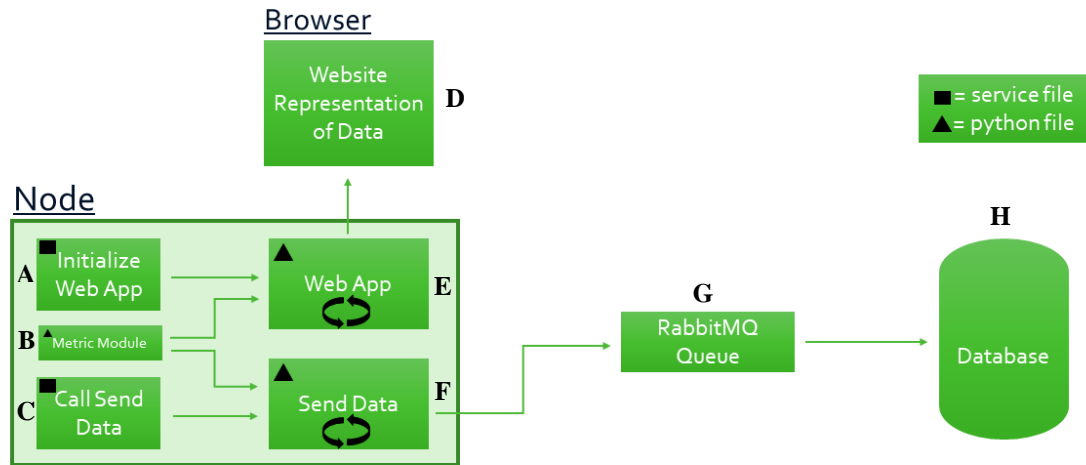 Browser
Website
Representation
of Data
D
= service file
= python file
Node
A
Initialize
Web App
Web App
E
B
Metric Module
C
Call Send
Data
Send Data
F
G
RabbitMQ
Queue
H
Database